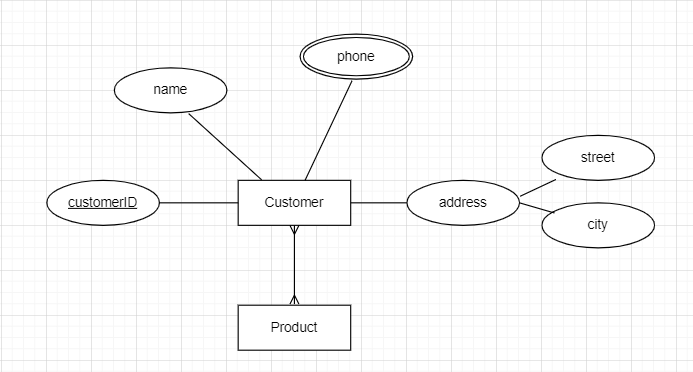 phone
name
street
customerID
Customer
address
city
Product